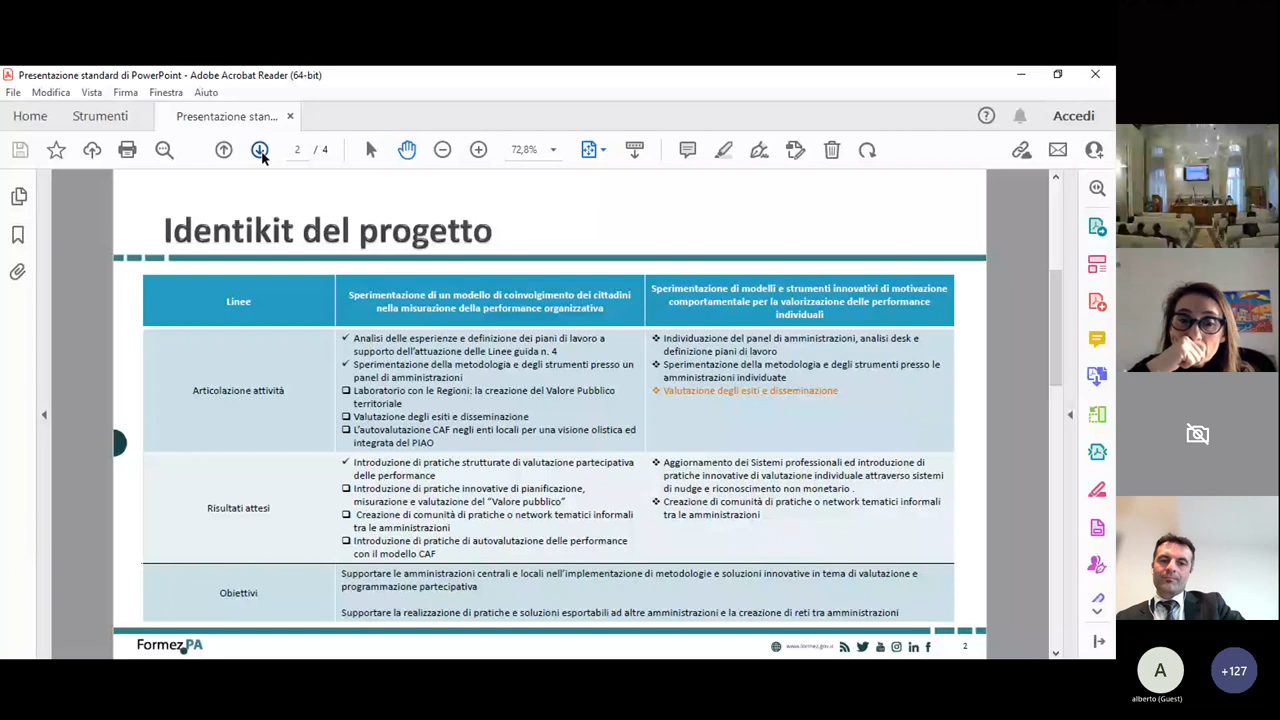 Presentazione standard di PowerPoint - Adobe Acrobat Reader (64-bit)
File Modifica Vista Firma Finestra Aiuto
Home Strumenti Presentazione stan... × Accedi
2 / 4 72,8%
Identikit del progetto
Linee
Sperimentazione di un modello di coinvolgimento dei cittadini
nella misurazione della performance organizzativa
Sperimentazione di modelli e strumenti innovativi di motivazione
comportamentale per la valorizzazione delle performance
individuali
Articolazione attività
✓ Analisi delle esperienze e definizione dei piani di lavoro a
supporto dell'attuazione delle Linee guida n. 4
✓ Sperimentazione della metodologia e degli strumenti presso un
panel di amministrazioni
❑ Laboratorio con le Regioni: la creazione del Valore Pubblico
territoriale
❑ Valutazione degli esiti e disseminazione
❑ L'autovalutazione CAF negli enti locali per una visione olistica ed
integrata del PIAO
❖ Individuazione del panel di amministrazioni, analisi desk e
definizione piani di lavoro
❖ Sperimentazione della metodologia e degli strumenti presso le
amministrazioni individuate
❖ Valutazione degli esiti e disseminazione
Risultati attesi
✓ Introduzione di pratiche strutturate di valutazione partecipativa
delle performance
❑ Introduzione di pratiche innovative di pianificazione,
misurazione e valutazione del "Valore pubblico"
❑ Creazione di comunità di pratiche o network tematici informali
tra le amministrazioni
❑ Introduzione di pratiche di autovalutazione delle performance
con il modello CAF
❖ Aggiornamento dei Sistemi professionali ed introduzione di
pratiche innovative di valutazione individuale attraverso sistemi
di nudge e riconoscimento non monetario .
❖ Creazione di comunità di pratiche o network tematici informali
tra le amministrazioni
Obiettivi
Supportare le amministrazioni centrali e locali nell'implementazione di metodologie e soluzioni innovative in tema di valutazione e
programmazione partecipativa
Supportare la realizzazione di pratiche e soluzioni esportabili ad altre amministrazioni e la creazione di reti tra amministrazioni
Formez PA
www.formez.gov.it
2
A
alberto (Guest)
+127